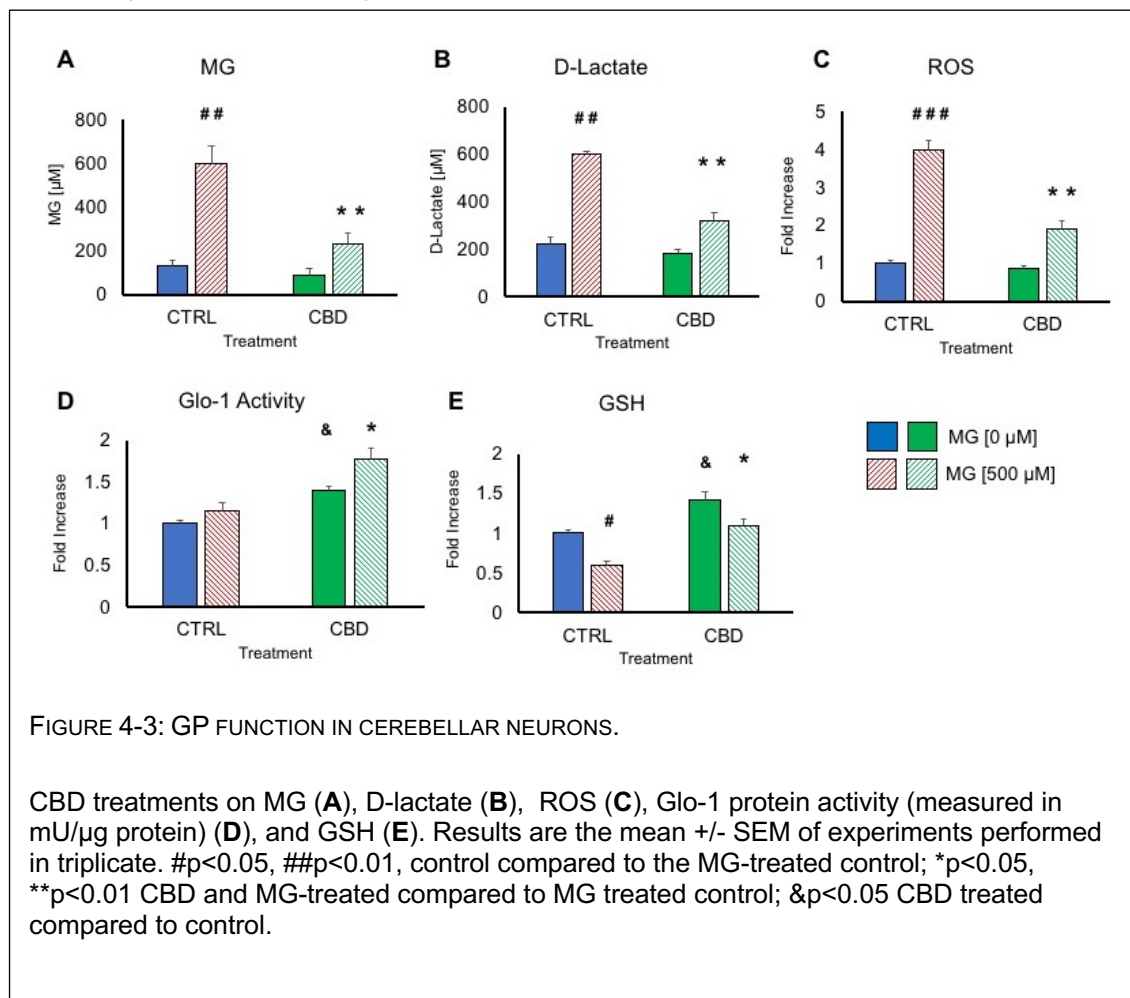 A
MG
##
* *
800
600
400
200
0
MG [µM]
CTRL
CBD
Treatment
B
D-Lactate
##
* *
800
600
400
200
0
D-Lactate [µM]
CTRL
CBD
Treatment
C
ROS
###
* *
5
4
3
2
1
0
Fold Increase
CTRL
CBD
Treatment
D
Glo-1 Activity
&
*
2
1.5
1
0.5
0
Fold Increase
CTRL
CBD
Treatment
E
GSH
&
*
#
2
1.5
1
0.5
0
Fold Increase
CTRL
CBD
Treatment
MG [0 µM]
MG [500 µM]
FIGURE 4-3: GP FUNCTION IN CEREBELLAR NEURONS.
CBD treatments on MG (A), D-lactate (B), ROS (C), Glo-1 protein activity (measured in
mU/µg protein) (D), and GSH (E). Results are the mean +/- SEM of experiments performed
in triplicate. #p<0.05, ##p<0.01, control compared to the MG-treated control; *p<0.05,
**p<0.01 CBD and MG-treated compared to MG treated control; &p<0.05 CBD treated
compared to control.